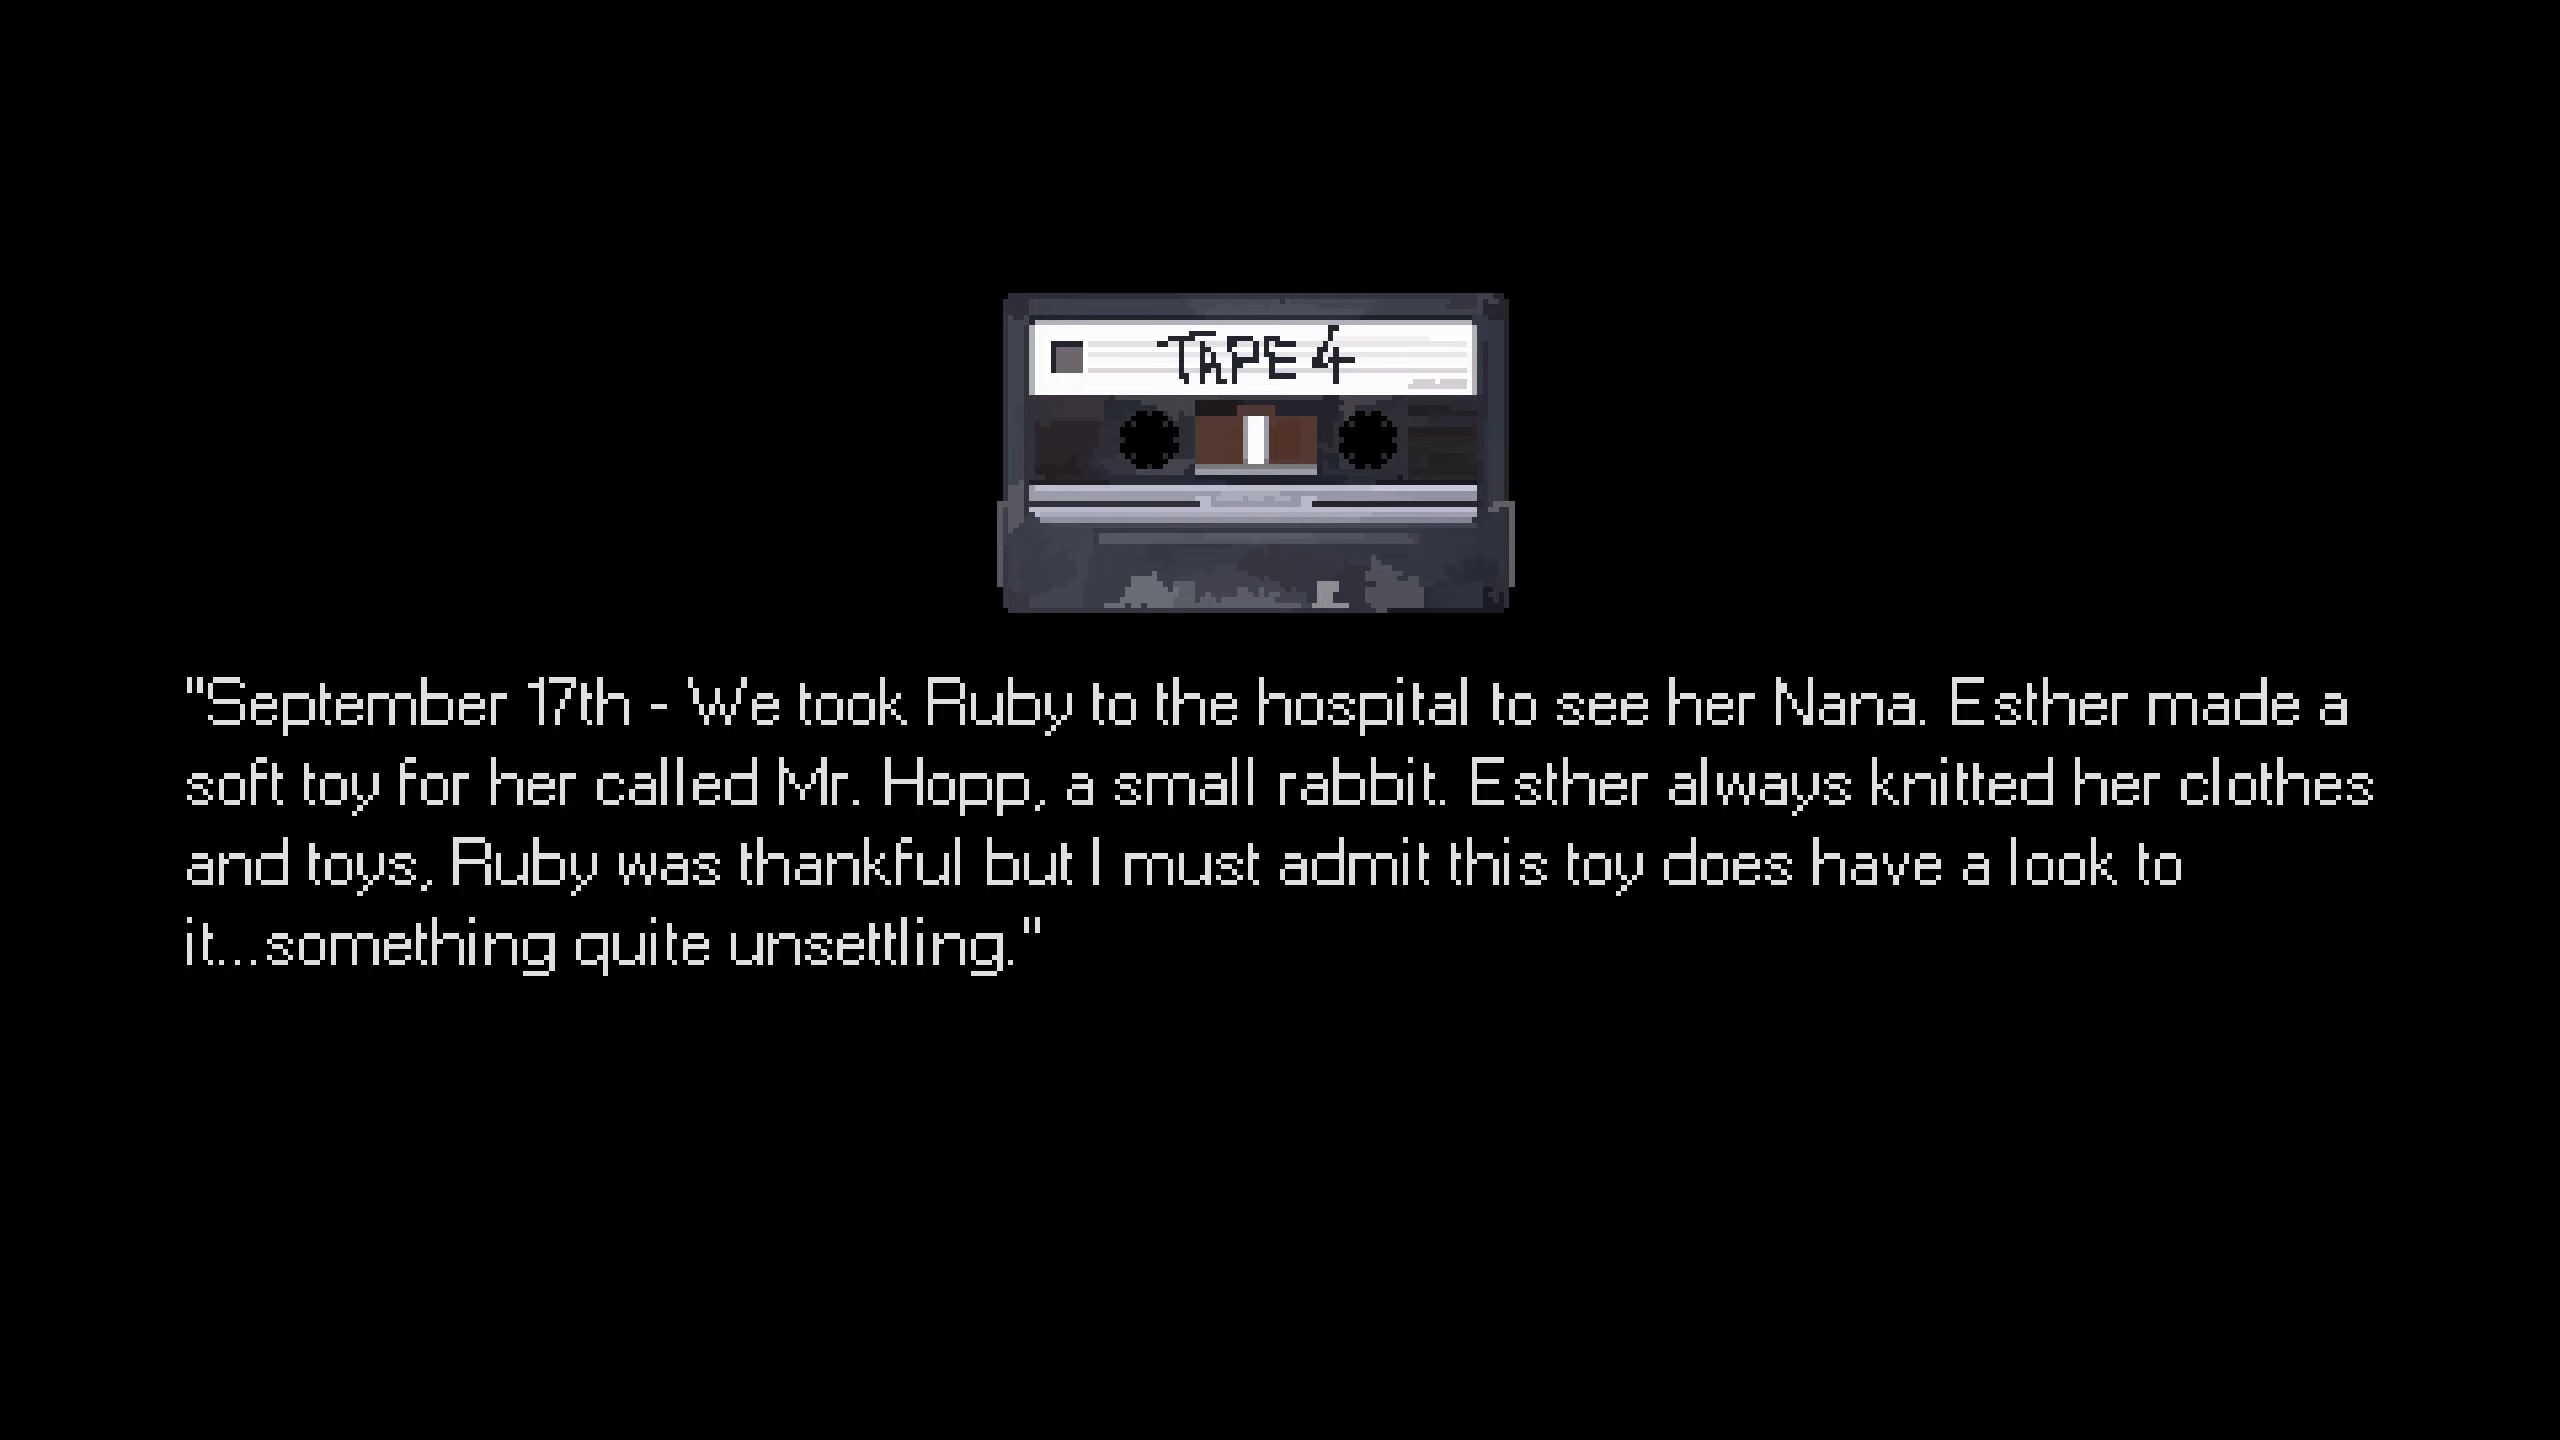 TAPE 4
"September 17th - We took Ruby to the hospital to see her Nana. Esther made a
soft toy for her called Mr. Hopp, a small rabbit. Esther always knitted her clothes
and toys, Ruby was thankful but I must admit this toy does have a look to
it...something quite unsettling."